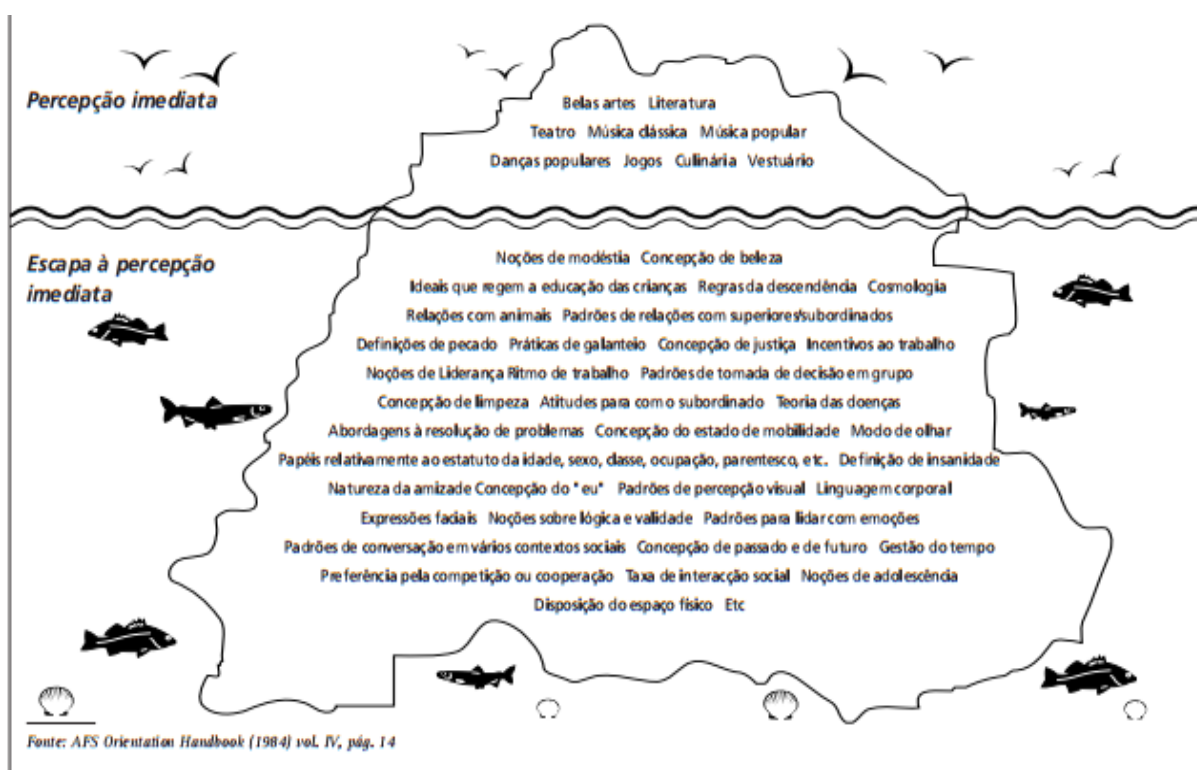 Percepção imediata
Belas artes Literatura
Teatro Música clássica Música popular
Danças populares Jogos Culinária Vestuário
Escapa à percepção
imediata
Noções de modéstia Concepção de beleza
Ideais que regem a educação das crianças Regras da descendência Cosmologia
Relações com animais Padrões de relações com superiores/subordinados
Definições de pecado Práticas de galanteio Concepção de justiça Incentivos ao trabalho
Noções de Liderança Ritmo de trabalho Padrões de tomada de decisão em grupo
Concepção de limpeza Atitudes para com o subordinado Teoria das doenças
Abordagens à resolução de problemas Concepção do estado de mobilidade Modo de olhar
Papéis relativamente ao estatuto da idade, sexo, classe, ocupação, parentesco, etc. Definição de insanidade
Natureza da amizade Concepção do "eu" Padrões de percepção visual Linguagem corporal
Expressões faciais Noções sobre lógica e validade Padrões para lidar com emoções
Padrões de conversação em vários contextos sociais Concepção de passado e de futuro Gestão do tempo
Preferência pela competição ou cooperação Taxa de interacção social Noções de adolescência
Disposição do espaço físico Etc
Fonte: AFS Orientation Handbook (1984) vol. IV, pág. 14